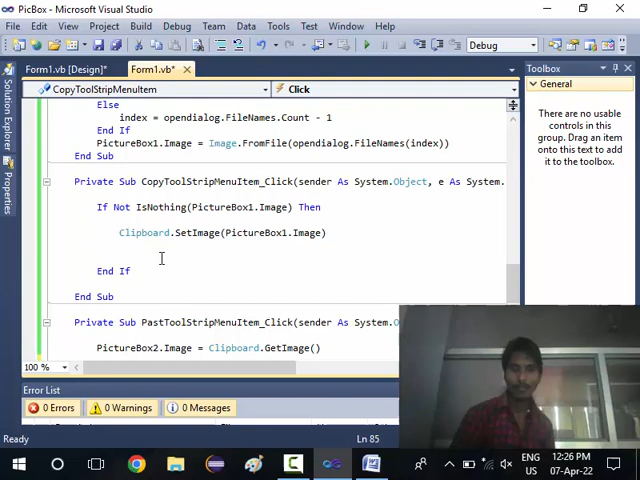 PicBox - Microsoft Visual Studio
File Edit View Project Build Debug Team Data Tools Test Window Help
Debug
Form1.vb [Design]* Form1.vb*
CopyToolStripMenuItem Click
Else
index = opendialog.FileNames.Count - 1
End If
PictureBox1.Image = Image.FromFile(opendialog.FileNames(index))
End Sub
Private Sub CopyToolStripMenuItem_Click(sender As System.Object, e As System.
If Not IsNothing(PictureBox1.Image) Then
Clipboard.SetImage(PictureBox1.Image)
End If
End Sub
Private Sub PastToolStripMenuItem_Click(sender As System.O
PictureBox2.Image = Clipboard.GetImage()
100 %
Error List
0 Errors 0 Warnings 0 Messages
Ready Ln 85
Solution Explorer
Properties
Toolbox
General
There are no usable
controls in this
group. Drag an item
onto this text to add
it to the toolbox.
ENG
US
12:26 PM
07-Apr-22